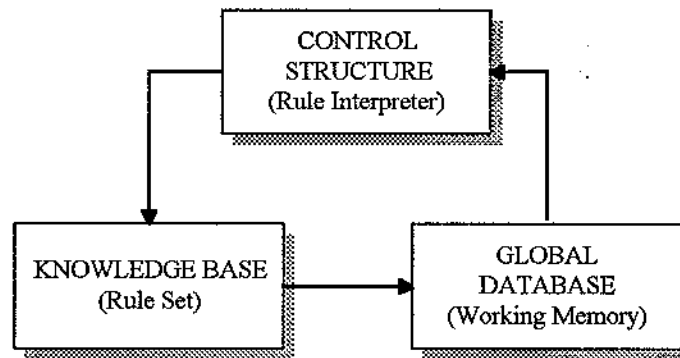 CONTROL
STRUCTURE
(Rule Interpreter)
KNOWLEDGE BASE
(Rule Set)
GLOBAL
DATABASE
(Working Memory)